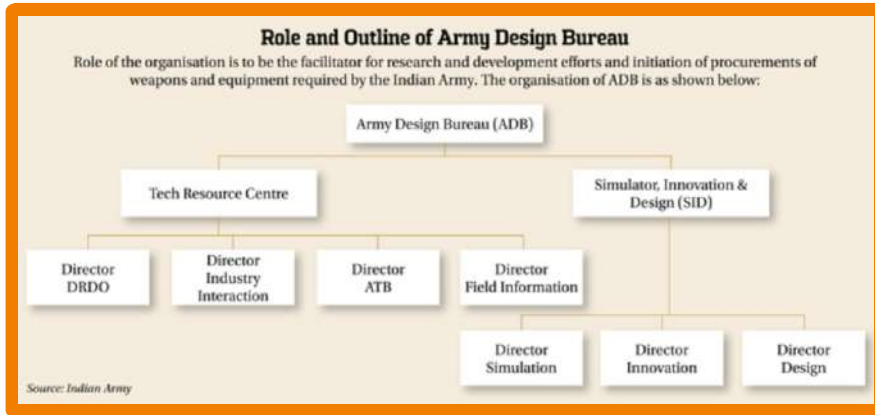 Role and Outline of Army Design Bureau
Role of the organisation is to be the facilitator for research and development efforts and initiation of procurements of
weapons and equipment required by the Indian Army. The organisation of ADB is as shown below:
Army Design Bureau (ADB)
Tech Resource Centre
Simulator, Innovation &
Design (SID)
Director
DRDO
Director
Industry
Interaction
Director
ATB
Director
Field Information
Director
Simulation
Director
Innovation
Director
Design
Source: Indian Army